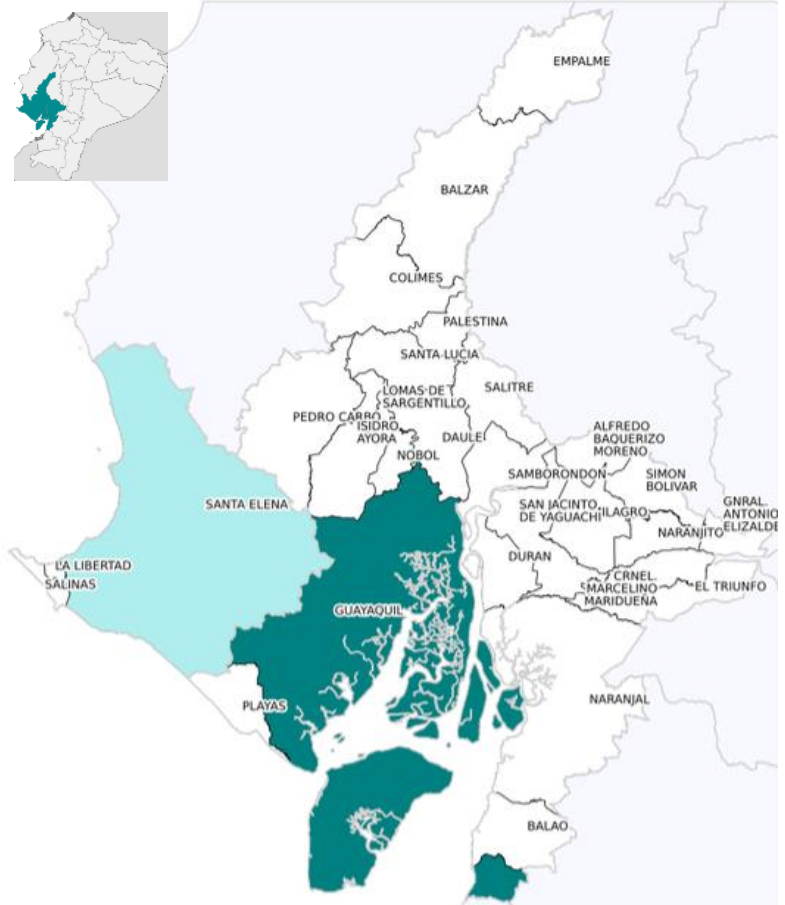 EMPALME
BALZAR
COLIMES
PALESTINA
SANTA LUCIA
SALITRE
LOMAS DE
SARGENTILLO
PEDRO CARBO
ISIDRO
AYORA
DAULE
NOBOL
ALFREDO
BAQUERIZO
MORENO
SAMBORONDON
SIMON
BOLIVAR
SANTA ELENA
SAN JACINTO
DE YAGUACHI
ILAGRO
GNRAL.
ANTONIO
ELIZALDE
NARANJITO
DURAN
LA LIBERTAD
SALINAS
CRNEL.
MARCELINO
MARIDUEÑA
EL TRIUNFO
GUAYAQUIL
PLAYAS
NARANJAL
BALAO